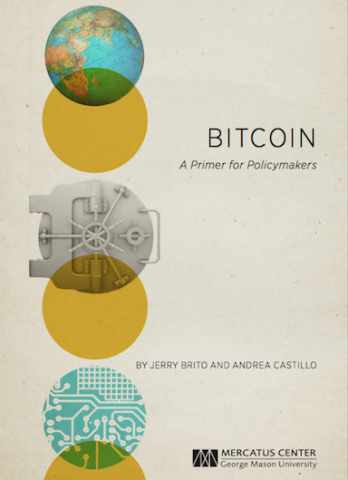 BITCOIN
A Primer for Policymakers
BY JERRY BRITO AND ANDREA CASTILLO
MERCATUS CENTER
George Mason University